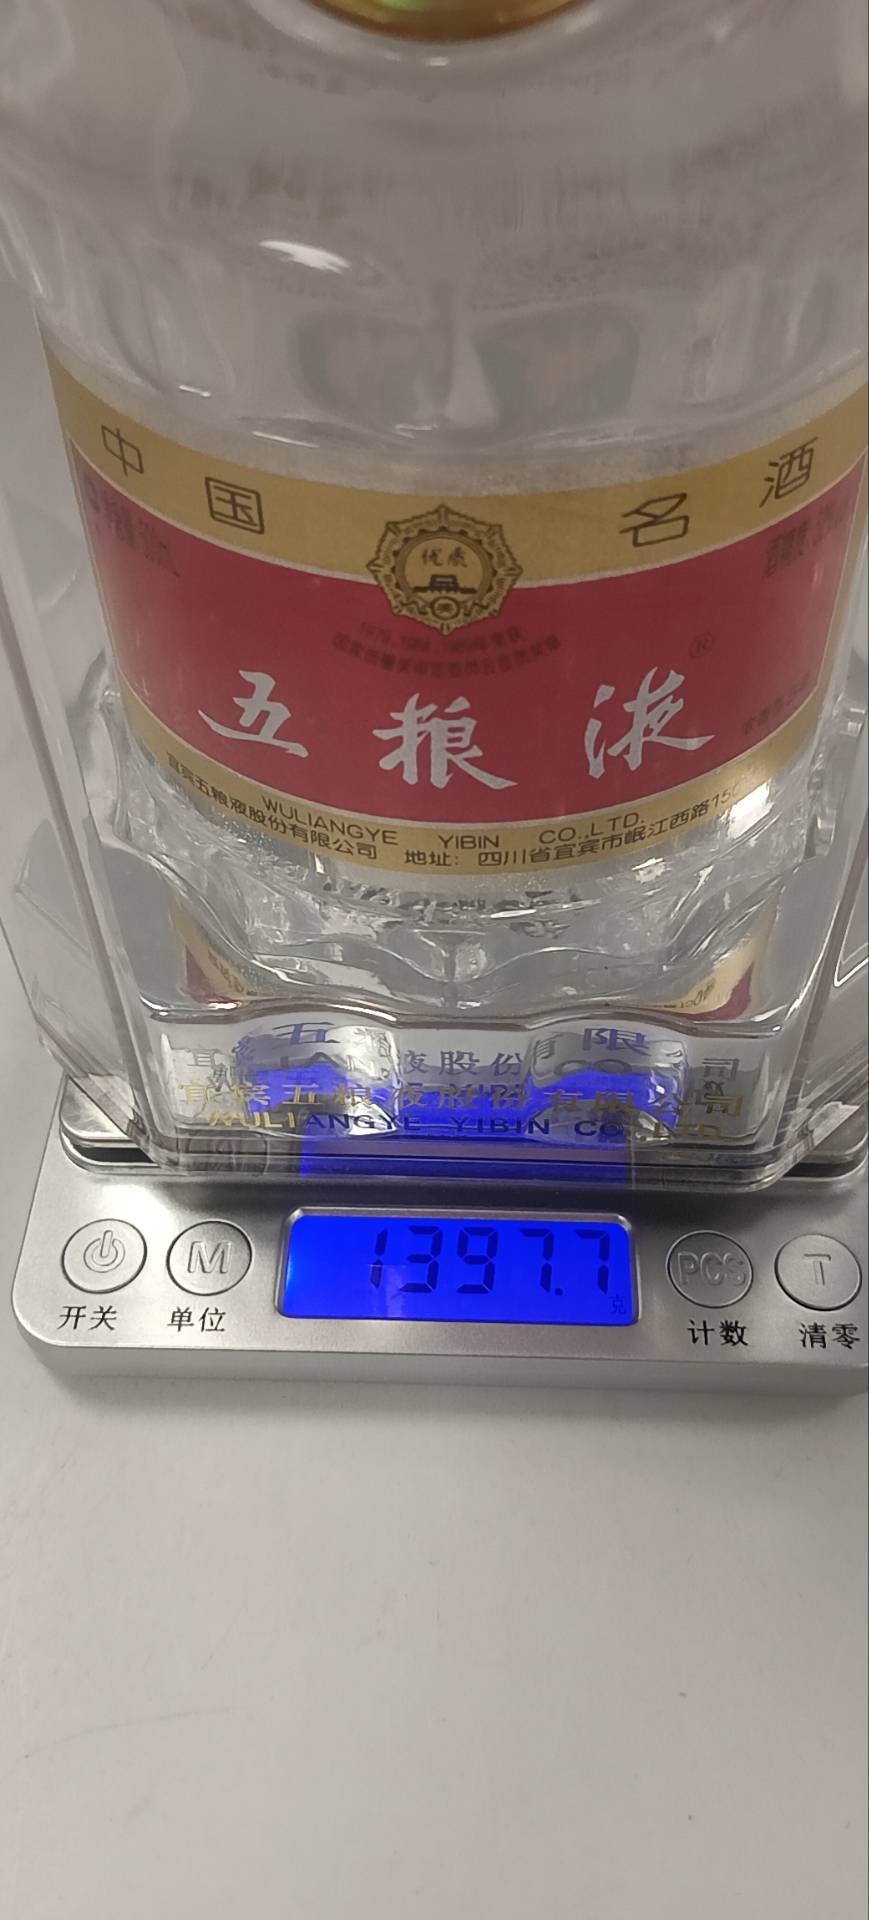 中国名酒
优质
五粮液®
WULIANGYE YIBIN CO.,LTD.
宜宾五粮液股份有限公司 地址：四川省宜宾市岷江西路150
宜宾五粮液股份有限公司
WULIANGYE YIBIN CO.,LTD
1397.7
克
M PCS T
开关 单位 计数 清零